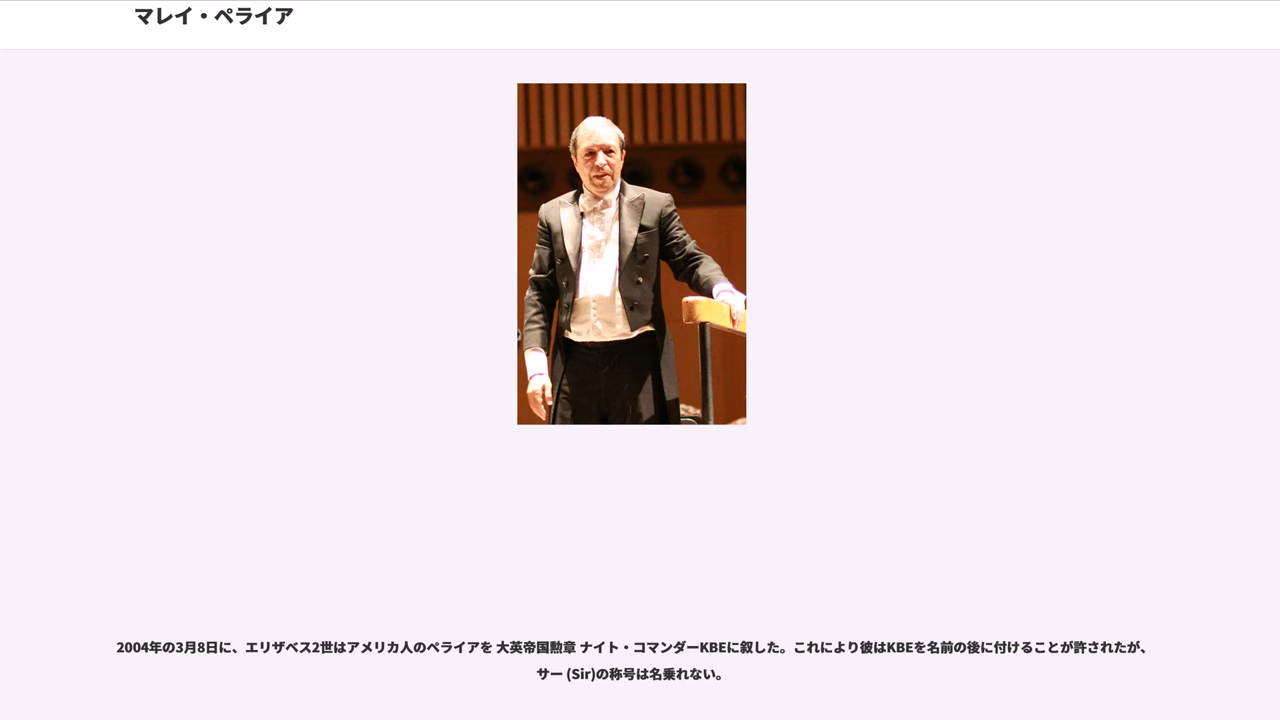 マレイ・ペライア
2004年の3月8日に、エリザベス2世はアメリカ人のペライアを 大英帝国勲章 ナイト・コマンダーKBEに叙した。これにより彼はKBEを名前の後に付けることが許されたが、
サー (Sir)の称号は名乗れない。